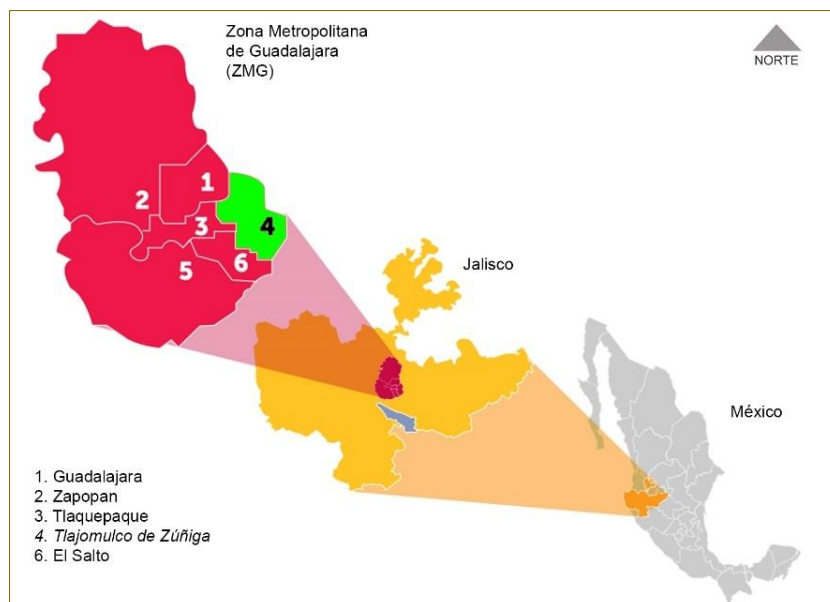 Zona Metropolitana
de Guadalajara
(ZMG)
NORTE
1
2
3
4
5
6
Jalisco
México
1. Guadalajara
2. Zapopan
3. Tlaquepaque
4. Tlajomulco de Zúñiga
6. El Salto